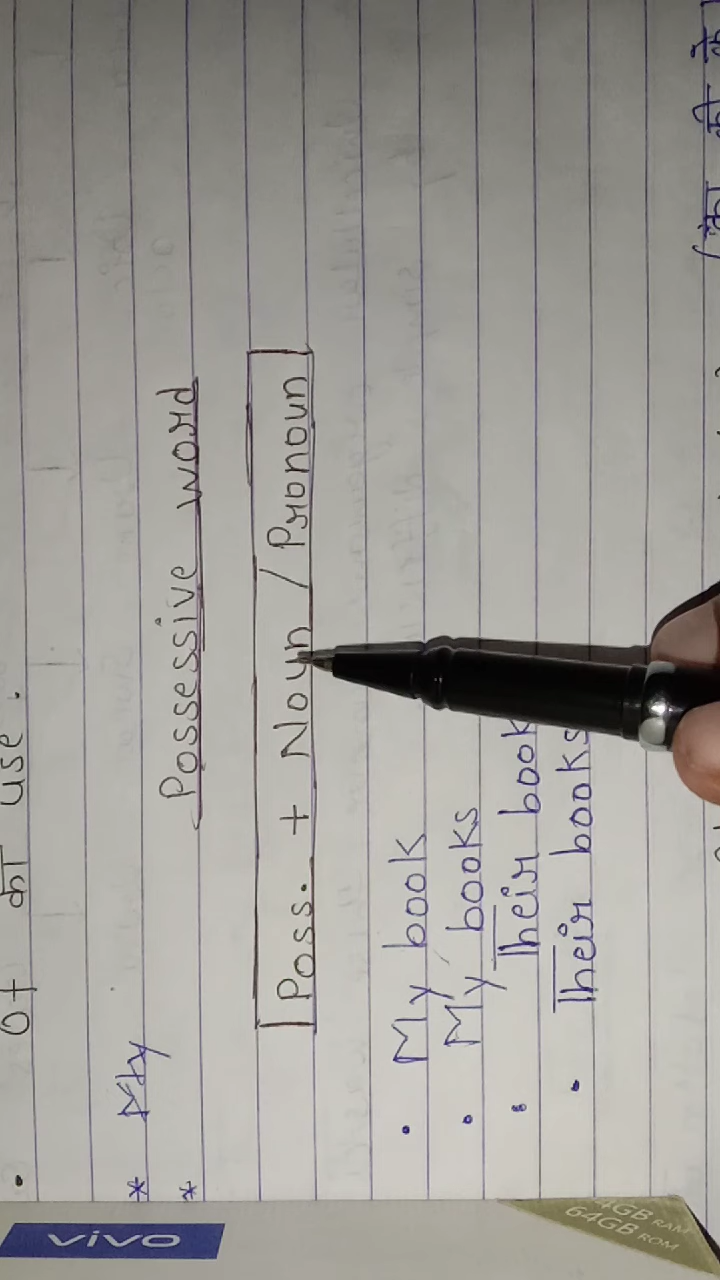 of का use.
* My
* Possessive word
Poss. + Noun / Pronoun
• My book
• My books
• Their book
• Their books
(का की के
vivo
4GB RAM
64GB ROM